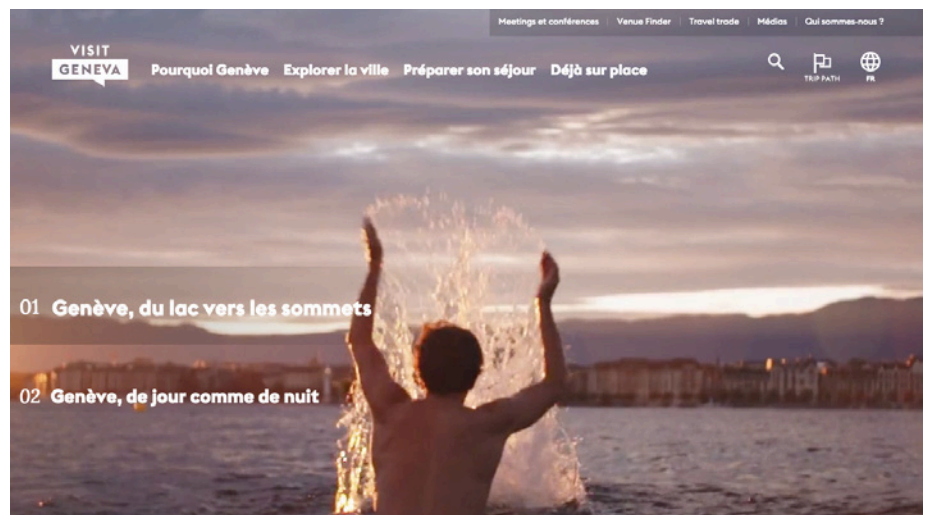 Meetings et conférences Venue Finder Travel trade Médias Qui sommes-nous ?
VISIT
GENEVA
Pourquoi Genève Explorer la ville Préparer son séjour Déjà sur place
TRIP PATH
FR
01 Genève, du lac vers les sommets
02 Genève, de jour comme de nuit